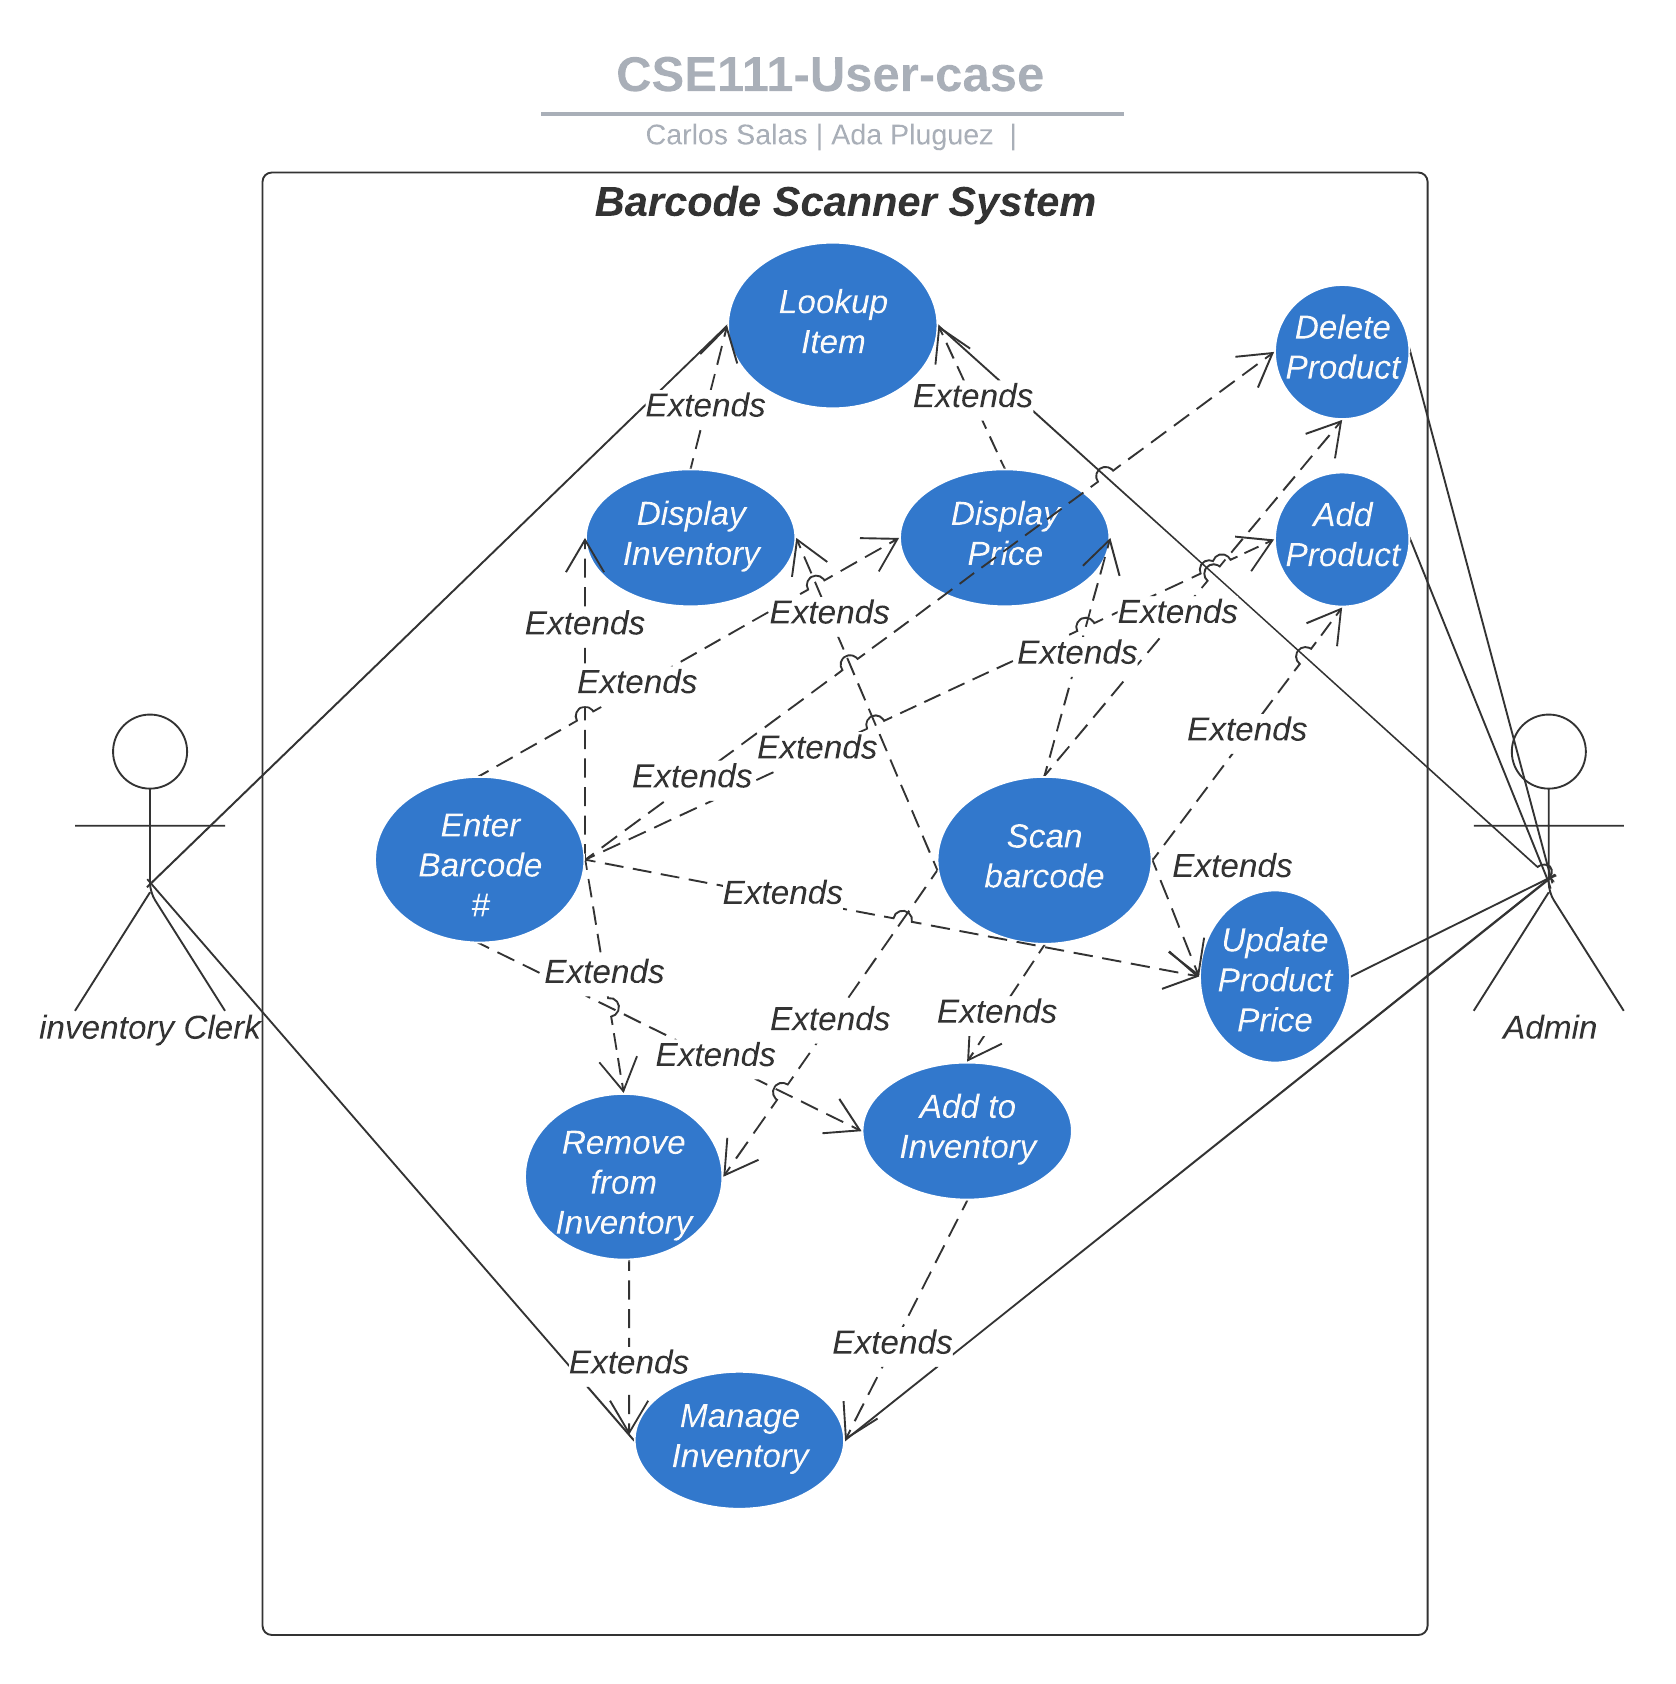 CSE111-User-case
Carlos Salas | Ada Pluguez |
Barcode Scanner System
Lookup
Item
Delete
Product
Extends
Extends
Display
Inventory
Display
Price
Add
Product
Extends
Extends
Extends
Extends
Extends
Extends
Extends
Extends
Enter
Barcode
#
Scan
barcode
Extends
Extends
Update
Product
Price
Extends
Extends
Extends
Extends
inventory Clerk
Admin
Add to
Inventory
Remove
from
Inventory
Extends
Extends
Manage
Inventory